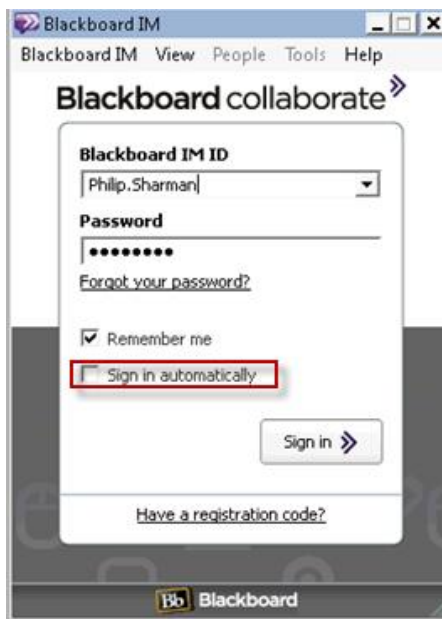 Blackboard IM
Blackboard IM View People Tools Help
Blackboard collaborate
Blackboard IM ID
Philip.Sharman
Password
••••••••
Forgot your password?
Remember me
Sign in automatically
Sign in
Have a registration code?
Bb Blackboard